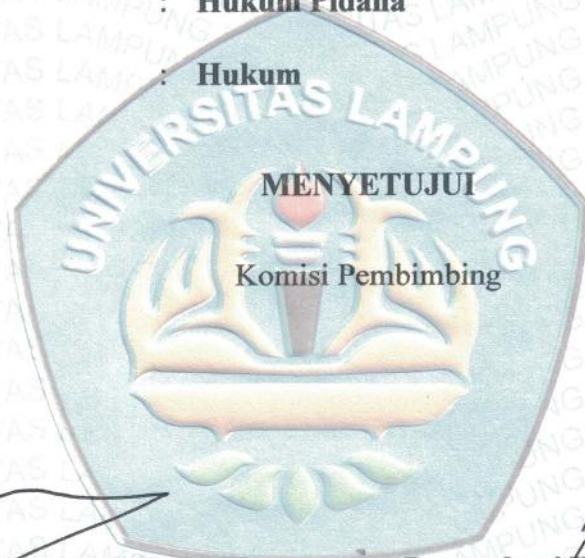 : Hukum Pidana
: Hukum
UNIVERSITAS LAMPUNG
MENYETUJUI
Komisi Pembimbing